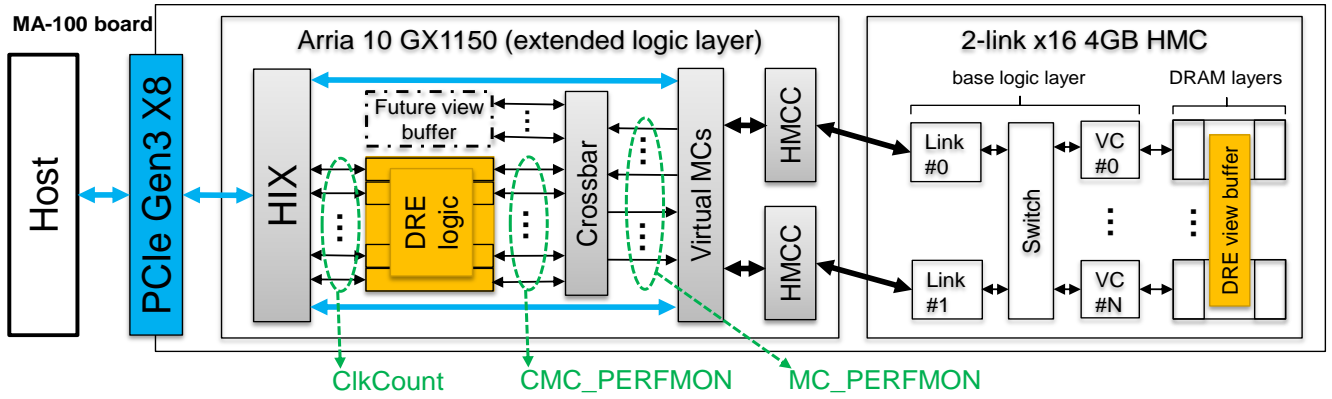 MA-100 board
Host
PCIe Gen3 X8
Arria 10 GX1150 (extended logic layer)
HIX
Future view
buffer
DRE
logic
Crossbar
Virtual MCs
HMCC
HMCC
2-link x16 4GB HMC
base logic layer
DRAM layers
Link
#0
Link
#1
Switch
VC
#0
VC
#N
DRE view buffer
ClkCount
CMC_PERFMON
MC_PERFMON